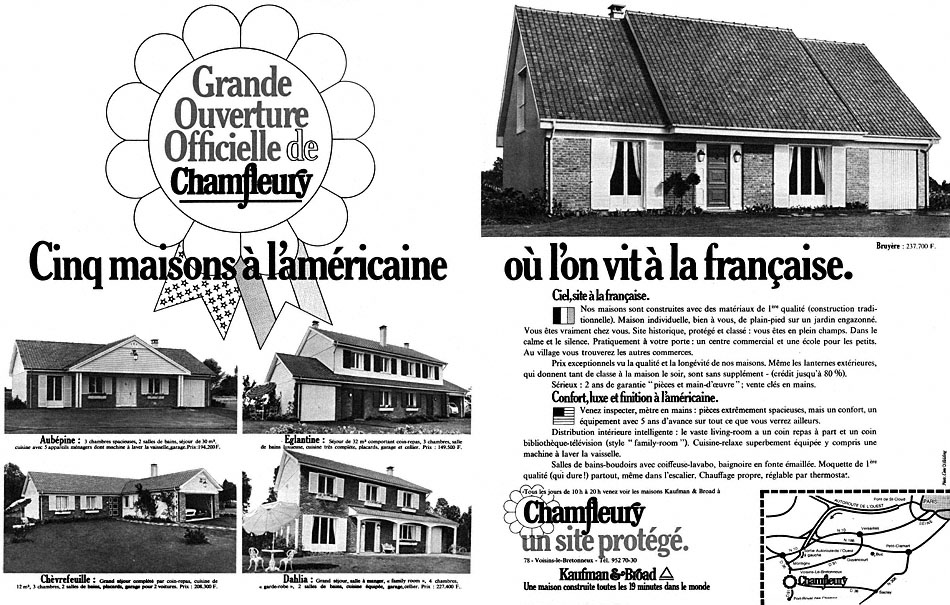 Grande
Ouverture
Officielle de
Chamfleury
Cinq maisons à l'américaine
où l'on vit à la française.
Bruyère : 237.700 F.
Ciel, site à la française.
Nos maisons sont construites avec des matériaux de 1ère qualité (construction tradi-
tionnelle). Maison individuelle, bien à vous, de plain-pied sur un jardin engazonné.
Vous êtes vraiment chez vous. Site historique, protégé et classé : vous êtes en plein champs. Dans le
calme et le silence. Pratiquement à votre porte : un centre commercial et une école pour les petits.
Au village vous trouverez les autres commerces.
Prix exceptionnels vu la qualité et la longévité de nos maisons. Même les lanternes extérieures,
qui donnent tant de classe à la maison le soir, sont sans supplément - (crédit jusqu'à 80 %).
Sérieux : 2 ans de garantie "pièces et main-d'œuvre" ; vente clés en mains.
Confort, luxe et finition à l'américaine.
Venez inspecter, mètre en mains : pièces extrêmement spacieuses, mais un confort, un
équipement avec 5 ans d'avance sur tout ce que vous verrez ailleurs.
Distribution intérieure intelligente : le vaste living-room a un coin repas à part et un coin
bibliothèque-télévision (style "family-room"). Cuisine-relaxe superbement équipée y compris une
machine à laver la vaisselle.
Salles de bains-boudoirs avec coiffeuse-lavabo, baignoire en fonte émaillée. Moquette de 1ère
qualité (qui dure!) partout, même dans l'escalier. Chauffage propre, réglable par thermostat.
Aubépine : 3 chambres spacieuses, 2 salles de bains, séjour de 30 m²,
cuisine avec 5 appareils ménagers dont machine à laver la vaisselle, garage. Prix : 194.200 F.
Eglantine : Séjour de 32 m² comportant coin-repas, 3 chambres, salle
de bains luxueuse, cuisine très complète, placards, garage et cellier. Prix : 149.500 F.
Chèvrefeuille : Grand séjour complété par coin-repas, cuisine de
12 m², 3 chambres, 2 salles de bains, placards, garage pour 2 voitures. Prix : 208.300 F.
Dahlia : Grand séjour, salle à manger, « family room », 4 chambres,
« garde-robe », 2 salles de bains, cuisine équipée, garage, cellier. Prix : 227.400 F.
Tous les jours de 10 h à 20 h venez voir les maisons Kaufman & Broad à
Chamfleury
un site protégé.
78 - Voisins-le-Bretonneux - Tél. 952 70-30
Kaufman & Broad
Une maison construite toutes les 19 minutes dans le monde
AUTOROUTE DE L'OUEST
Pont de St-Cloud
PARIS
N 10
Versailles
N 186
Petit-Clamart
Buc
Montigny
Voisins-Le-Bretonneux
Chamfleury
Saclay